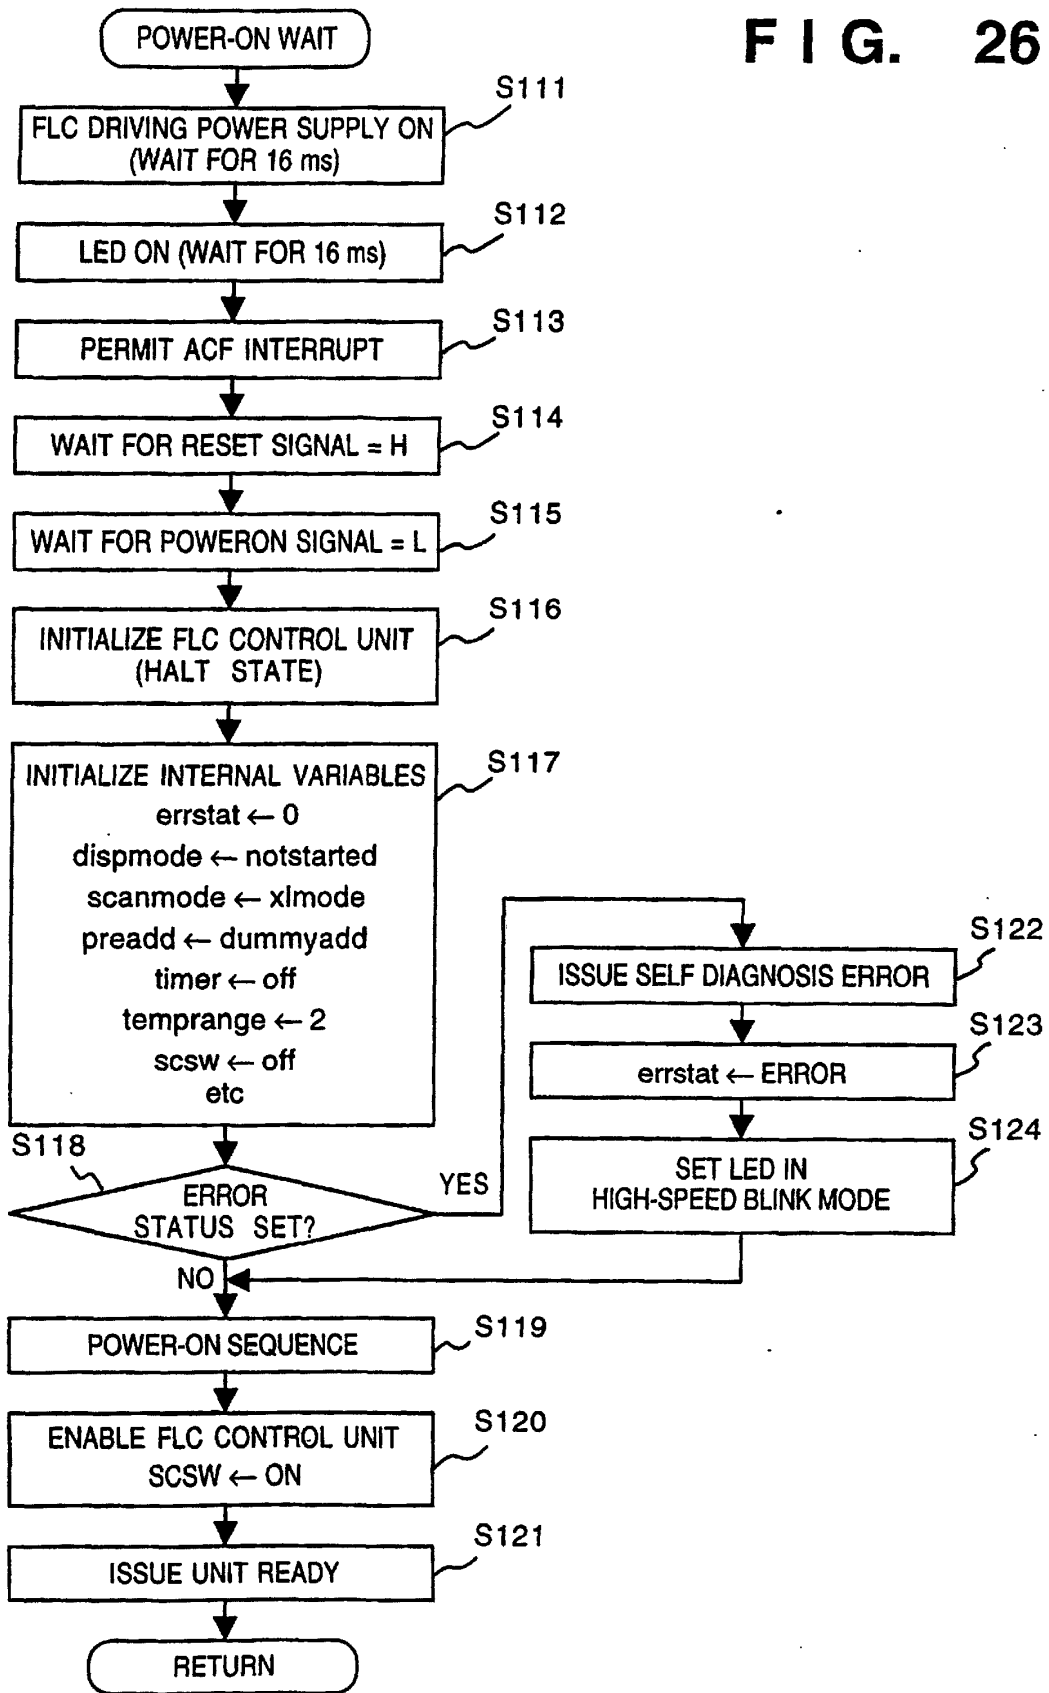 FIG. 26
POWER-ON WAIT
S111
FLC DRIVING POWER SUPPLY ON
(WAIT FOR 16 ms)
S112
LED ON (WAIT FOR 16 ms)
S113
PERMIT ACF INTERRUPT
S114
WAIT FOR RESET SIGNAL = H
S115
WAIT FOR POWERON SIGNAL = L
S116
INITIALIZE FLC CONTROL UNIT
(HALT STATE)
S117
INITIALIZE INTERNAL VARIABLES
errstat ← 0
dispmode ← notstarted
scanmode ← xlmode
preadd ← dummyadd
timer ← off
temprange ← 2
scsw ← off
etc
S118
ERROR
STATUS SET?
YES
NO
S122
ISSUE SELF DIAGNOSIS ERROR
S123
errstat ← ERROR
S124
SET LED IN
HIGH-SPEED BLINK MODE
S119
POWER-ON SEQUENCE
S120
ENABLE FLC CONTROL UNIT
SCSW ← ON
S121
ISSUE UNIT READY
RETURN